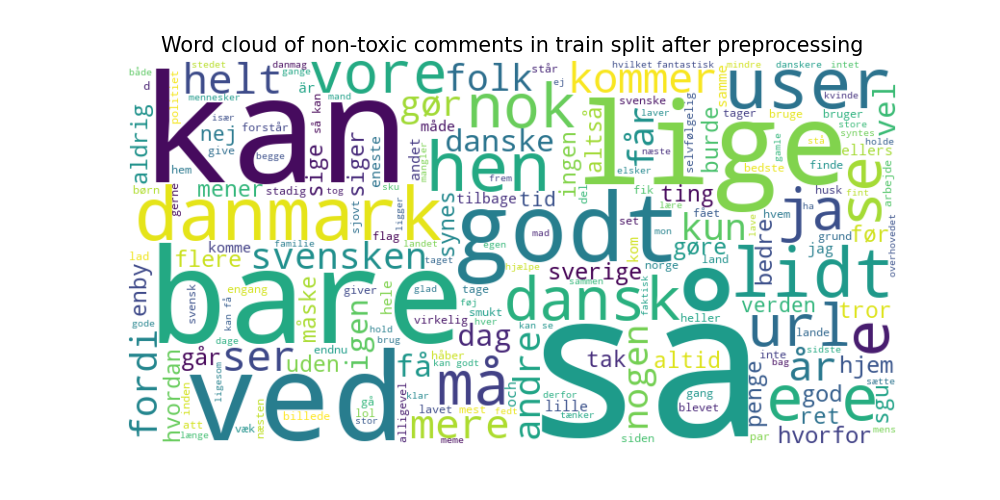 Word cloud of non-toxic comments in train split after preprocessing
både
d
politiet
helt
mennesker
stedet
gange
danmag
vore
är
især
forstår
give
begge
nej
mand
så kan
sige
siger
eneste
folk
står
ej
gør
måde
andet
mangler
nok
danske
hen
frem
kommer
hvilket
fantastisk
svenske
laver
ingen
altså
næste
elsker
får
selvfølgelig
burde
samme
mindre
danskere
intet
user
tager
bruge
bruger
kvinde
store
syntes
holde
vel
aldrig
hem
kan
lige
stå
gamle
bedste
finde
ellers
arbejde
børn
gerne
mener
stadig
tog
sjovt
sku
ligger
tilbage
tid
del
fik
lære
ting
fået
lave
ha
husk
fint
se
danmark
flag
landet
synes
egen
godt
mad
set
kom
mon
kun
hvem
ja
grund
før
overhovedet
komme
familie
flere
svensken
taget
hjælpe
sverige
norge
gøre
land
bedre
jag
lad
enby
svensk
engang
kan få
måske
giver
hele
glad
tage
sammen
dansk
faktisk
heller
olidt
verden
tror
gode
bare
dage
hold
brug
føj
virkelig
smukt
hver
dag
kan se
url
lande
e
fordi
hvordan
går
ligesom
ser
uden
endnu
igen
få
håber
kan godt
andre
så
tak
nogen
altid
penge
inte
bag
år
sidste
hjem
sætte
inden
att
længe
væk
ved
næsten
billede
gå
lol
stor
klar
alligevel
må
lavet
mest
mere
fedt
meme
och
derfor
lille
tænker
siden
gang
blevet
par
e
god
ret
hvorfor
e
sgu
mens